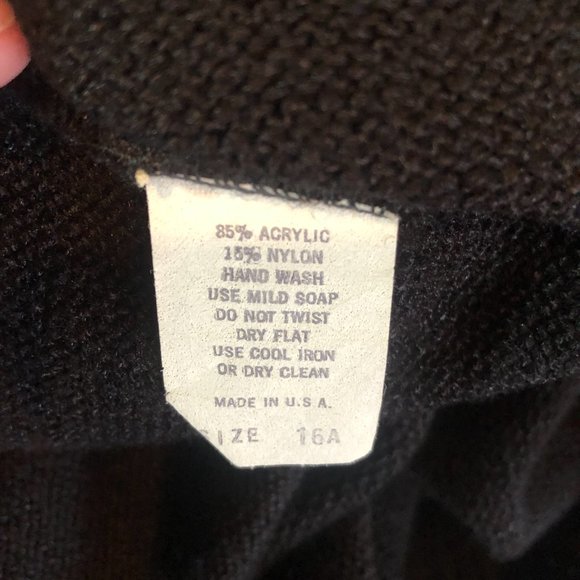 85% ACRYLIC
15% NYLON
HAND WASH
USE MILD SOAP
DO NOT TWIST
DRY FLAT
USE COOL IRON
OR DRY CLEAN
MADE IN U.S.A.
SIZE 16A